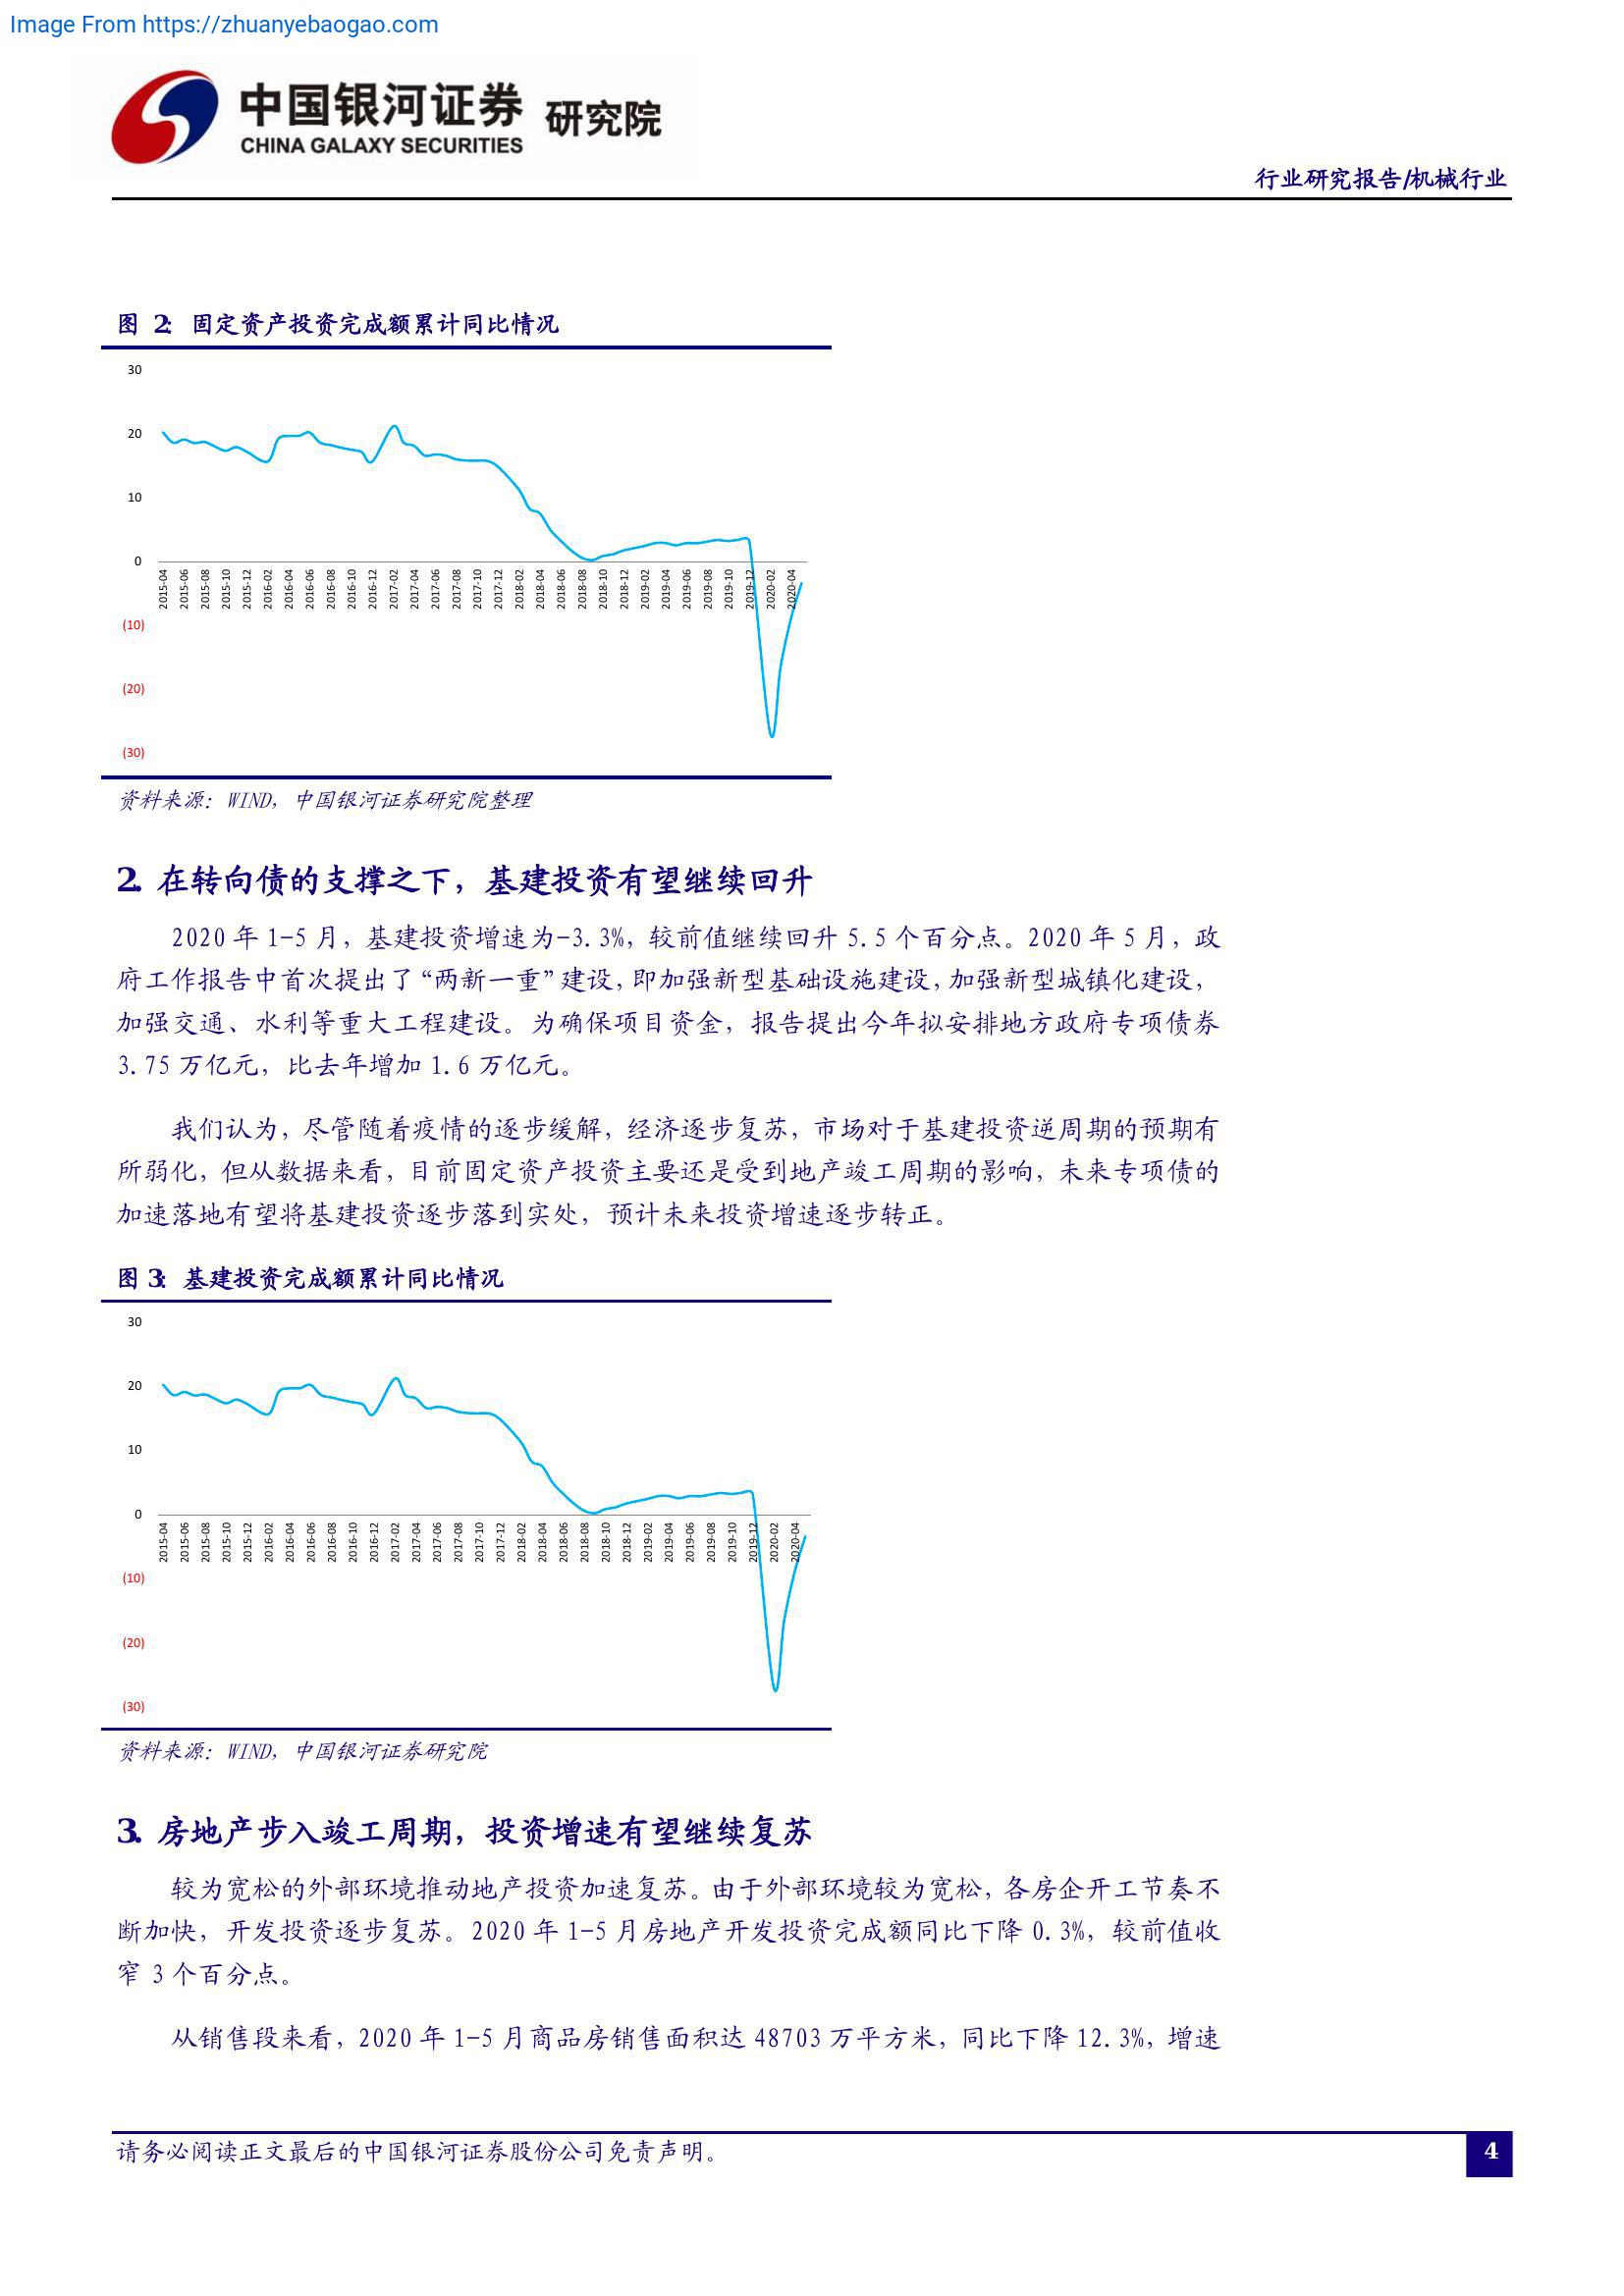 Image From https://zhuanyebaogao.com
中国银河证券 研究院
CHINA GALAXY SECURITIES
行业研究报告/机械行业
图 2: 固定资产投资完成额累计同比情况
30
20
10
0
(10)
(20)
(30)
2015-04 2015-06 2015-08 2015-10 2015-12 2016-02 2016-04 2016-06 2016-08 2016-10 2016-12 2017-02 2017-04 2017-06 2017-08 2017-10 2017-12 2018-02 2018-04 2018-06 2018-08 2018-10 2018-12 2019-02 2019-04 2019-06 2019-08 2019-10 2019-12 2020-02 2020-04
资料来源: WIND, 中国银河证券研究院整理
2. 在转向债的支撑之下，基建投资有望继续回升
2020 年 1-5 月，基建投资增速为-3.3%，较前值继续回升 5.5 个百分点。2020 年 5 月，政
府工作报告中首次提出了“两新一重”建设，即加强新型基础设施建设，加强新型城镇化建设，
加强交通、水利等重大工程建设。为确保项目资金，报告提出今年拟安排地方政府专项债券
3.75 万亿元，比去年增加 1.6 万亿元。
我们认为，尽管随着疫情的逐步缓解，经济逐步复苏，市场对于基建投资逆周期的预期有
所弱化，但从数据来看，目前固定资产投资主要还是受到地产竣工周期的影响，未来专项债的
加速落地有望将基建投资逐步落到实处，预计未来投资增速逐步转正。
图 3: 基建投资完成额累计同比情况
30
20
10
0
(10)
(20)
(30)
2015-04 2015-06 2015-08 2015-10 2015-12 2016-02 2016-04 2016-06 2016-08 2016-10 2016-12 2017-02 2017-04 2017-06 2017-08 2017-10 2017-12 2018-02 2018-04 2018-06 2018-08 2018-10 2018-12 2019-02 2019-04 2019-06 2019-08 2019-10 2019-12 2020-02 2020-04
资料来源: WIND, 中国银河证券研究院
3. 房地产步入竣工周期，投资增速有望继续复苏
较为宽松的外部环境推动地产投资加速复苏。由于外部环境较为宽松，各房企开工节奏不
断加快，开发投资逐步复苏。2020 年 1-5 月房地产开发投资完成额同比下降 0.3%，较前值收
窄 3 个百分点。
从销售段来看，2020 年 1-5 月商品房销售面积达 48703 万平方米，同比下降 12.3%，增速
请务必阅读正文最后的中国银河证券股份公司免责声明。
4